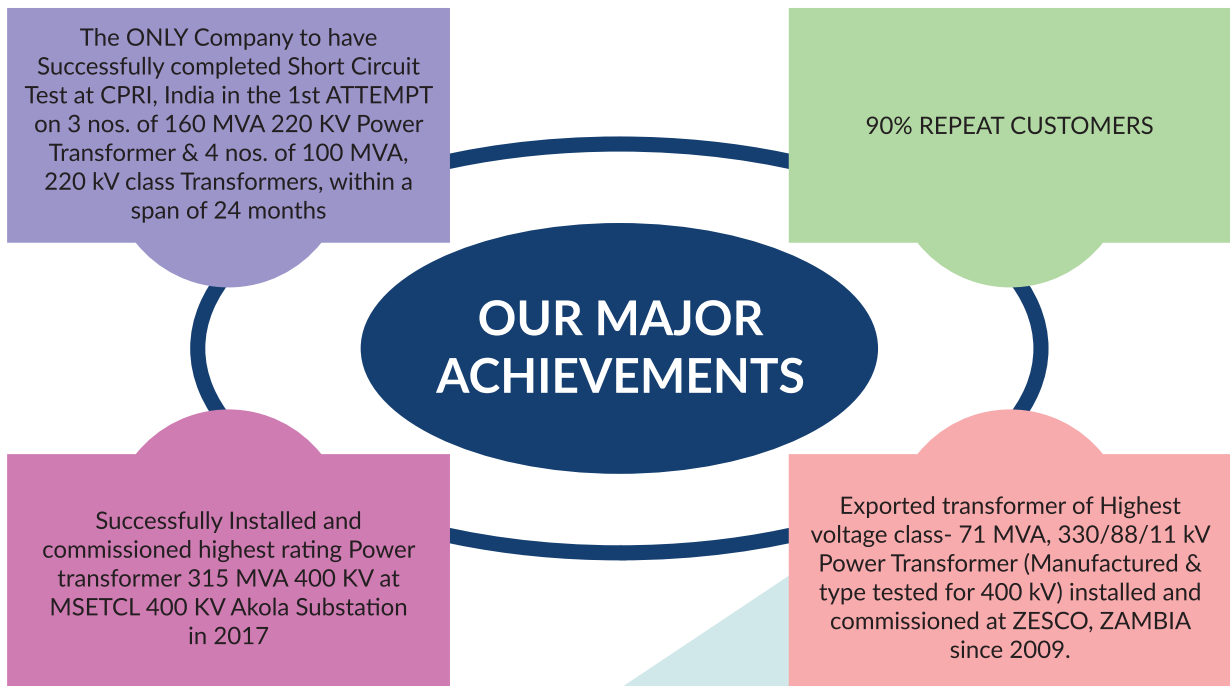 The ONLY Company to have
Successfully completed Short Circuit
Test at CPRI, India in the 1st ATTEMPT
on 3 nos. of 160 MVA 220 KV Power
Transformer & 4 nos. of 100 MVA,
220 kV class Transformers, within a
span of 24 months
90% REPEAT CUSTOMERS
OUR MAJOR
ACHIEVEMENTS
Successfully Installed and
commissioned highest rating Power
transformer 315 MVA 400 KV at
MSETCL 400 KV Akola Substation
in 2017
Exported transformer of Highest
voltage class- 71 MVA, 330/88/11 kV
Power Transformer (Manufactured &
type tested for 400 kV) installed and
commissioned at ZESCO, ZAMBIA
since 2009.